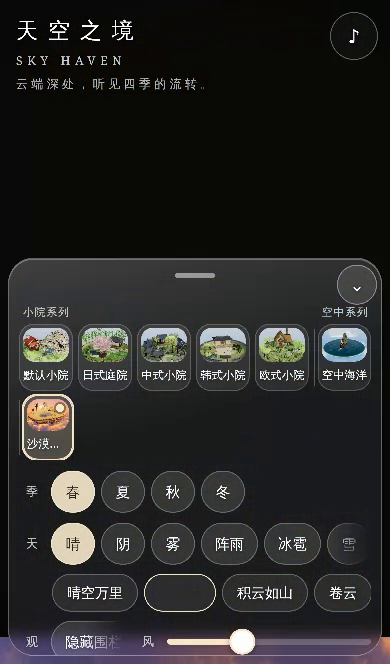 天空之境
SKY HAVEN
云端深处，听见四季的流转。
小院系列 空中系列
默认小院 日式庭院 中式小院 韩式小院 欧式小院 空中海洋
沙漠...
季 春 夏 秋 冬
天 晴 阴 雾 阵雨 冰雹 雪
晴空万里 积云如山 卷云
观 隐藏围栏 风